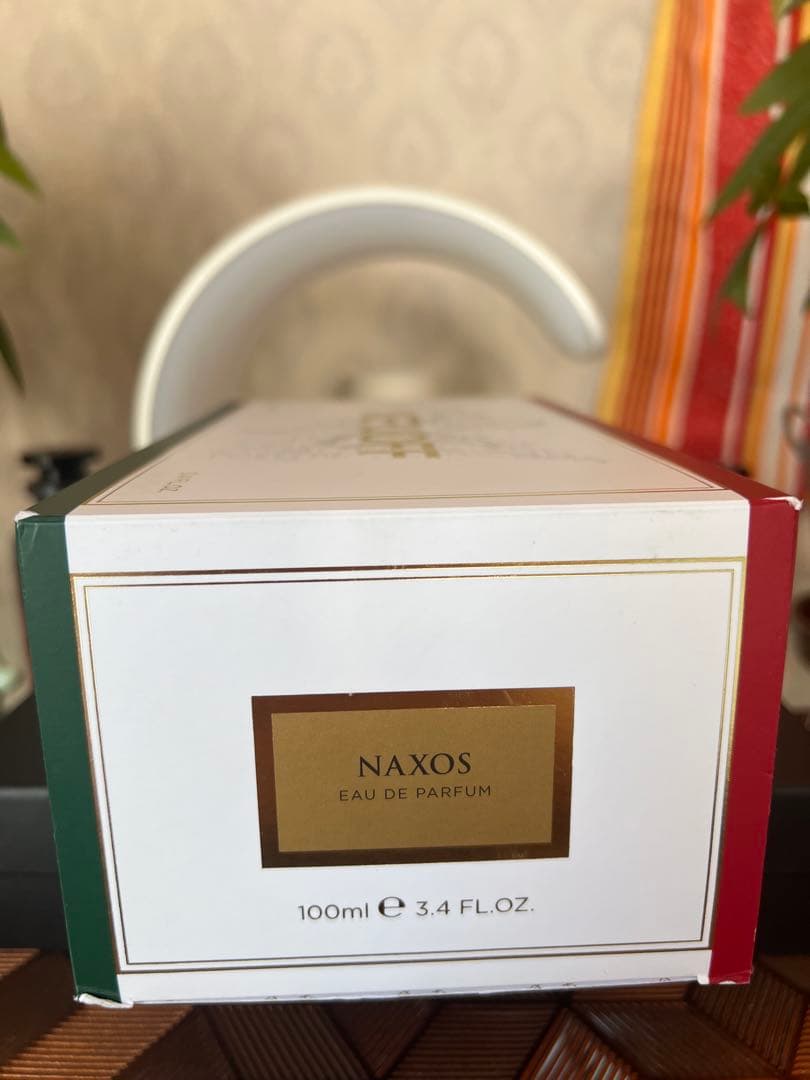 NAXOS
EAU DE PARFUM
100ml ℮ 3.4 FL.OZ.